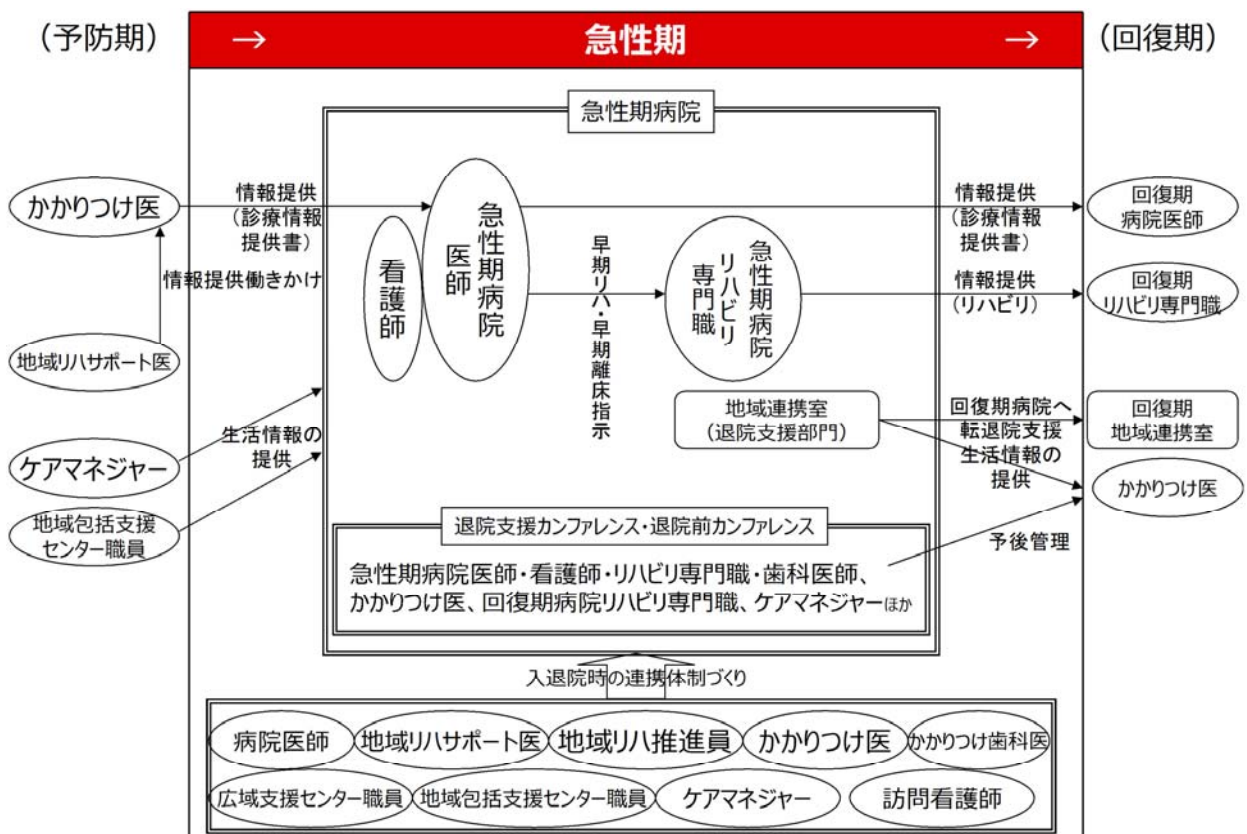 （予防期）
→
急性期
→
（回復期）
急性期病院
かかりつけ医
情報提供
（診療情報
提供書）
情報提供働きかけ
地域リハサポート医
看護師
急性期病院
医師
早期リハ・早期離床指示
急性期病院
リハビリ
専門職
情報提供
（診療情報
提供書）
回復期
病院医師
情報提供
（リハビリ）
回復期
リハビリ専門職
地域連携室
（退院支援部門）
回復期病院へ
転退院支援
生活情報の
提供
回復期
地域連携室
かかりつけ医
ケアマネジャー
生活情報の
提供
地域包括支援
センター職員
退院支援カンファレンス・退院前カンファレンス
急性期病院医師・看護師・リハビリ専門職・歯科医師、
かかりつけ医、回復期病院リハビリ専門職、ケアマネジャーほか
予後管理
入退院時の連携体制づくり
病院医師
地域リハサポート医
地域リハ推進員
かかりつけ医
かかりつけ歯科医
広域支援センター職員
地域包括支援センター職員
ケアマネジャー
訪問看護師